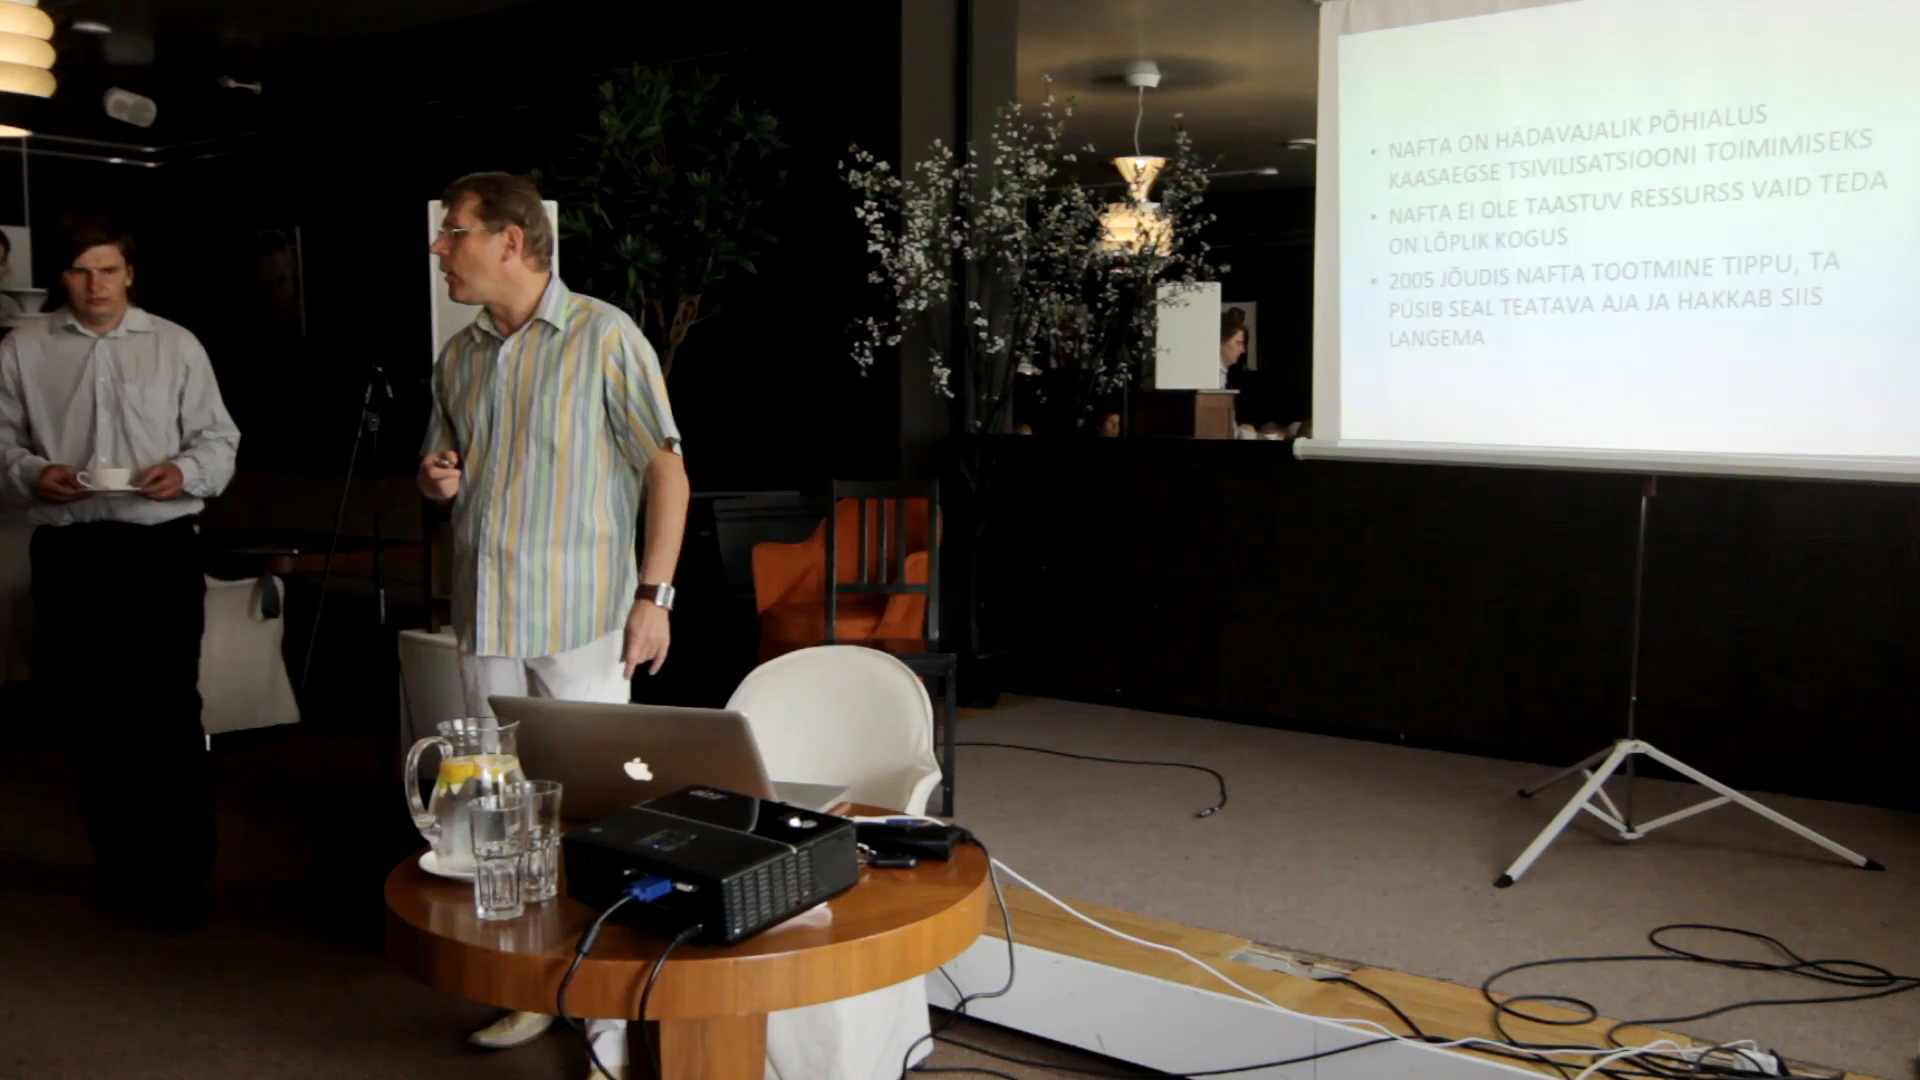 • NAFTA ON HÄDAVAJALIK PÕHIALUS
KAASAEGSE TSIVILISATSIOONI TOIMIMISEKS
• NAFTA EI OLE TAASTUV RESSURSS VAID TEDA
ON LÕPLIK KOGUS
• 2005 JÕUDIS NAFTA TOOTMINE TIPPU, TA
PÜSIB SEAL TEATAVA AJA JA HAKKAB SIIS
LANGEMA